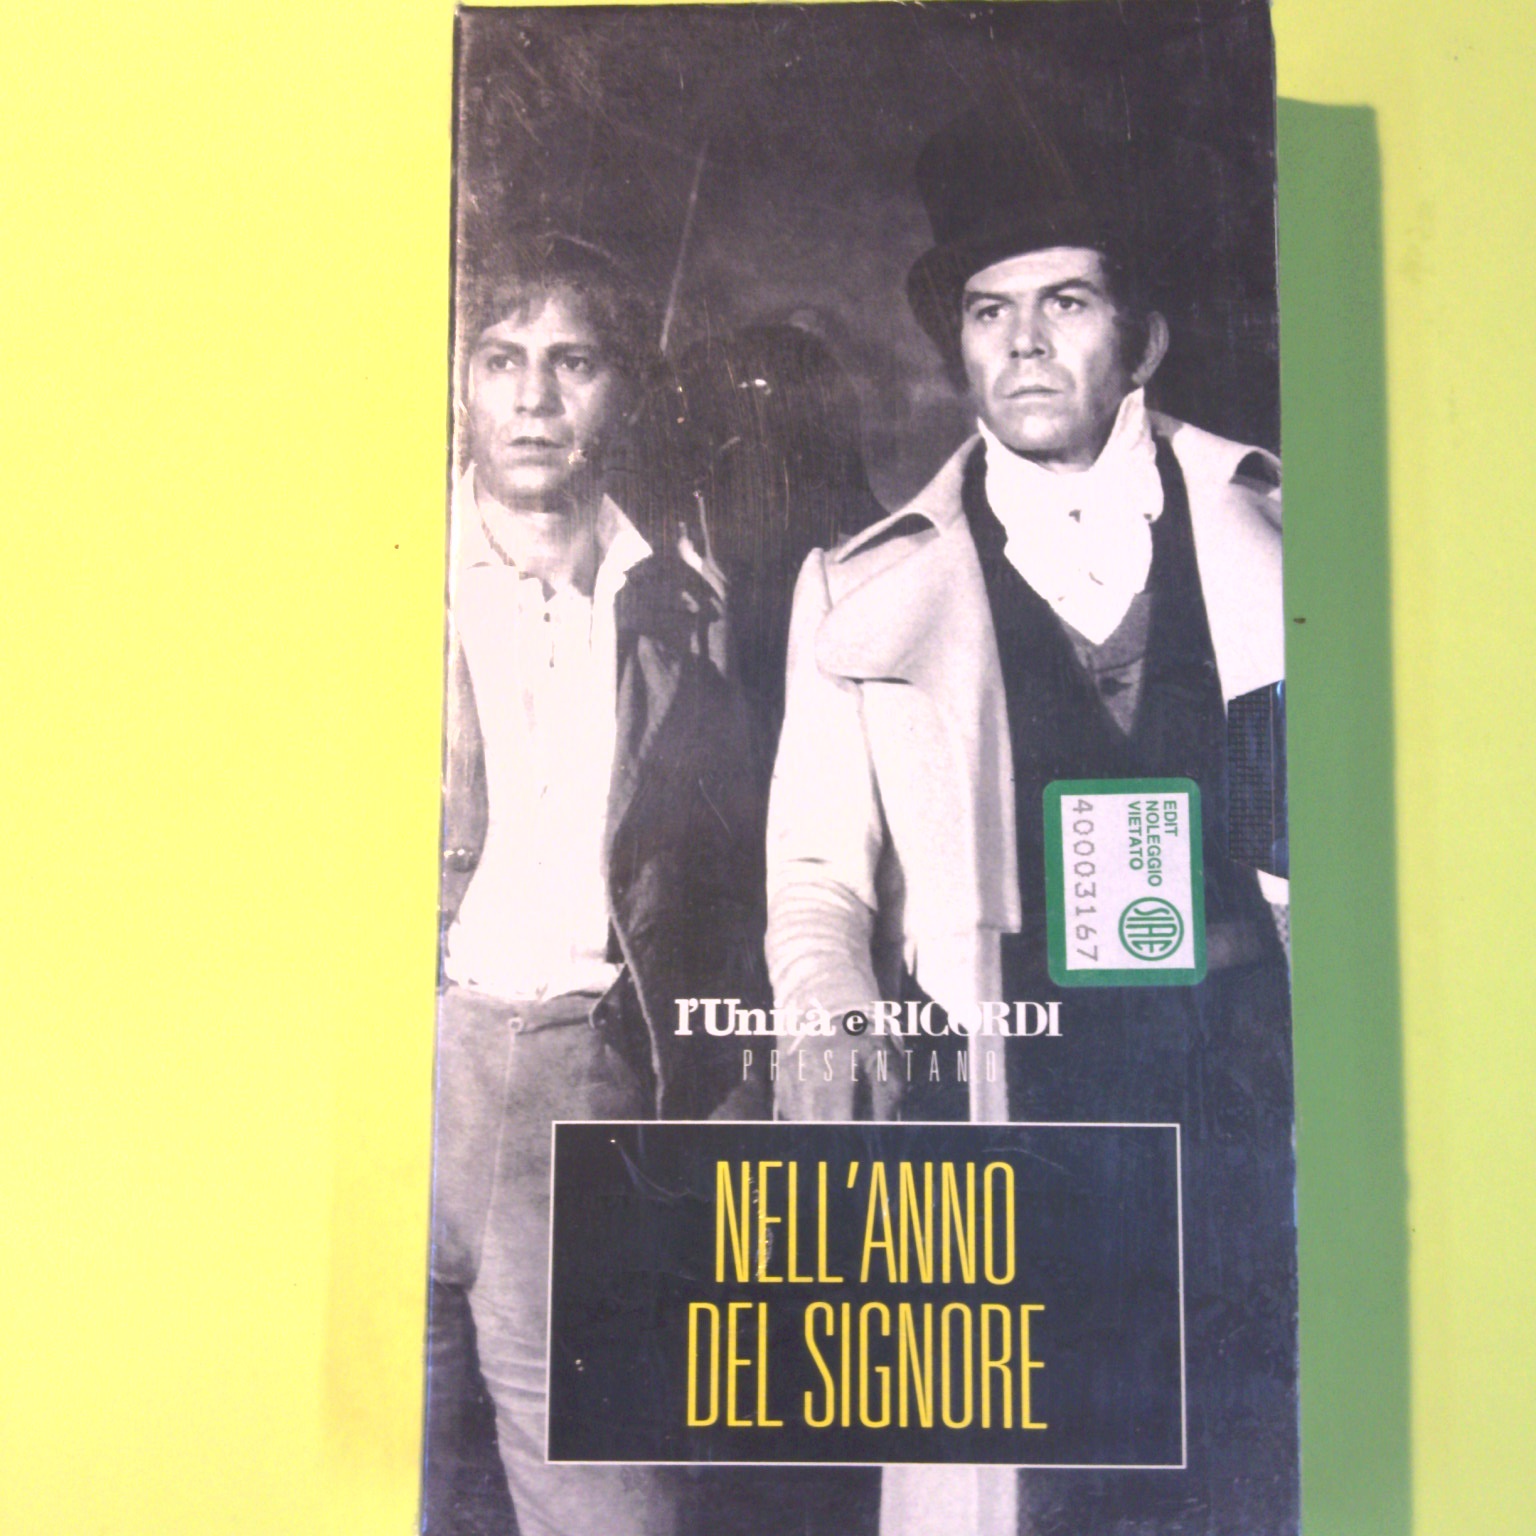 EDIT
NOLEGGIO
VIETATO
SIAE
40003167
l'Unità e RICORDI
PRESENTANO
NELL'ANNO
DEL SIGNORE